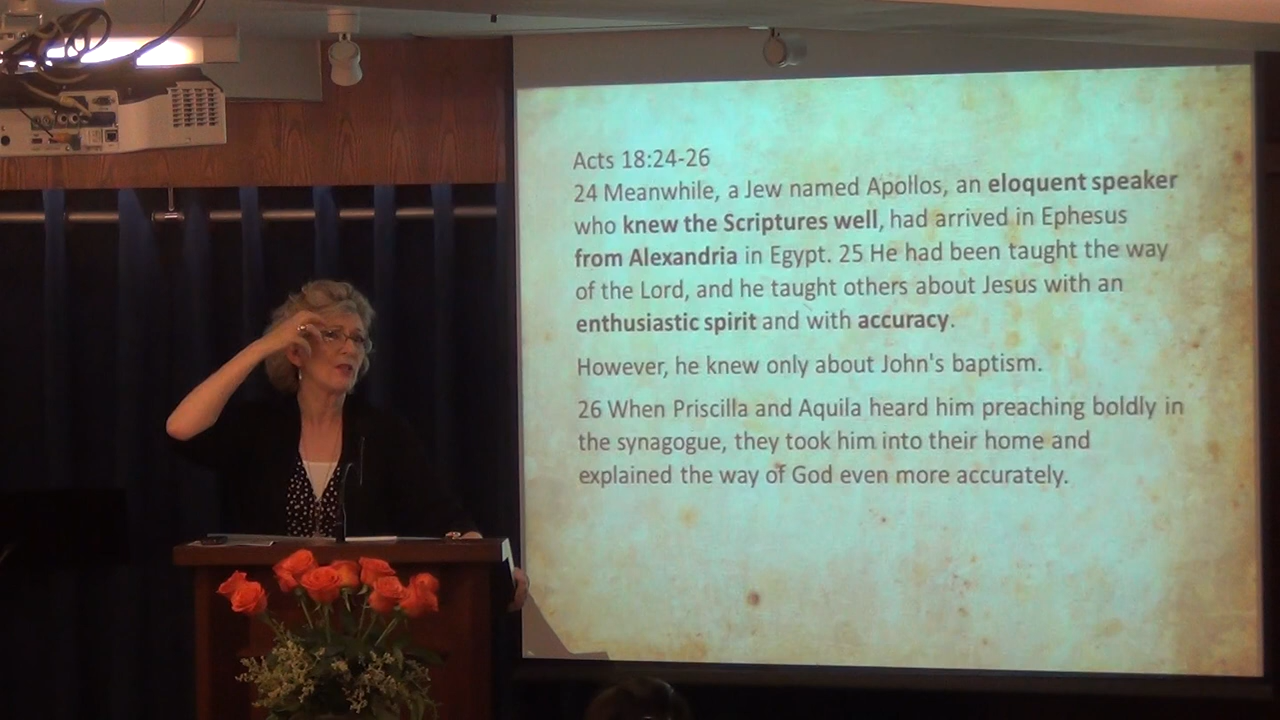 Acts 18:24-26
24 Meanwhile, a Jew named Apollos, an eloquent speaker
who knew the Scriptures well, had arrived in Ephesus
from Alexandria in Egypt. 25 He had been taught the way
of the Lord, and he taught others about Jesus with an
enthusiastic spirit and with accuracy.
However, he knew only about John's baptism.
26 When Priscilla and Aquila heard him preaching boldly in
the synagogue, they took him into their home and
explained the way of God even more accurately.